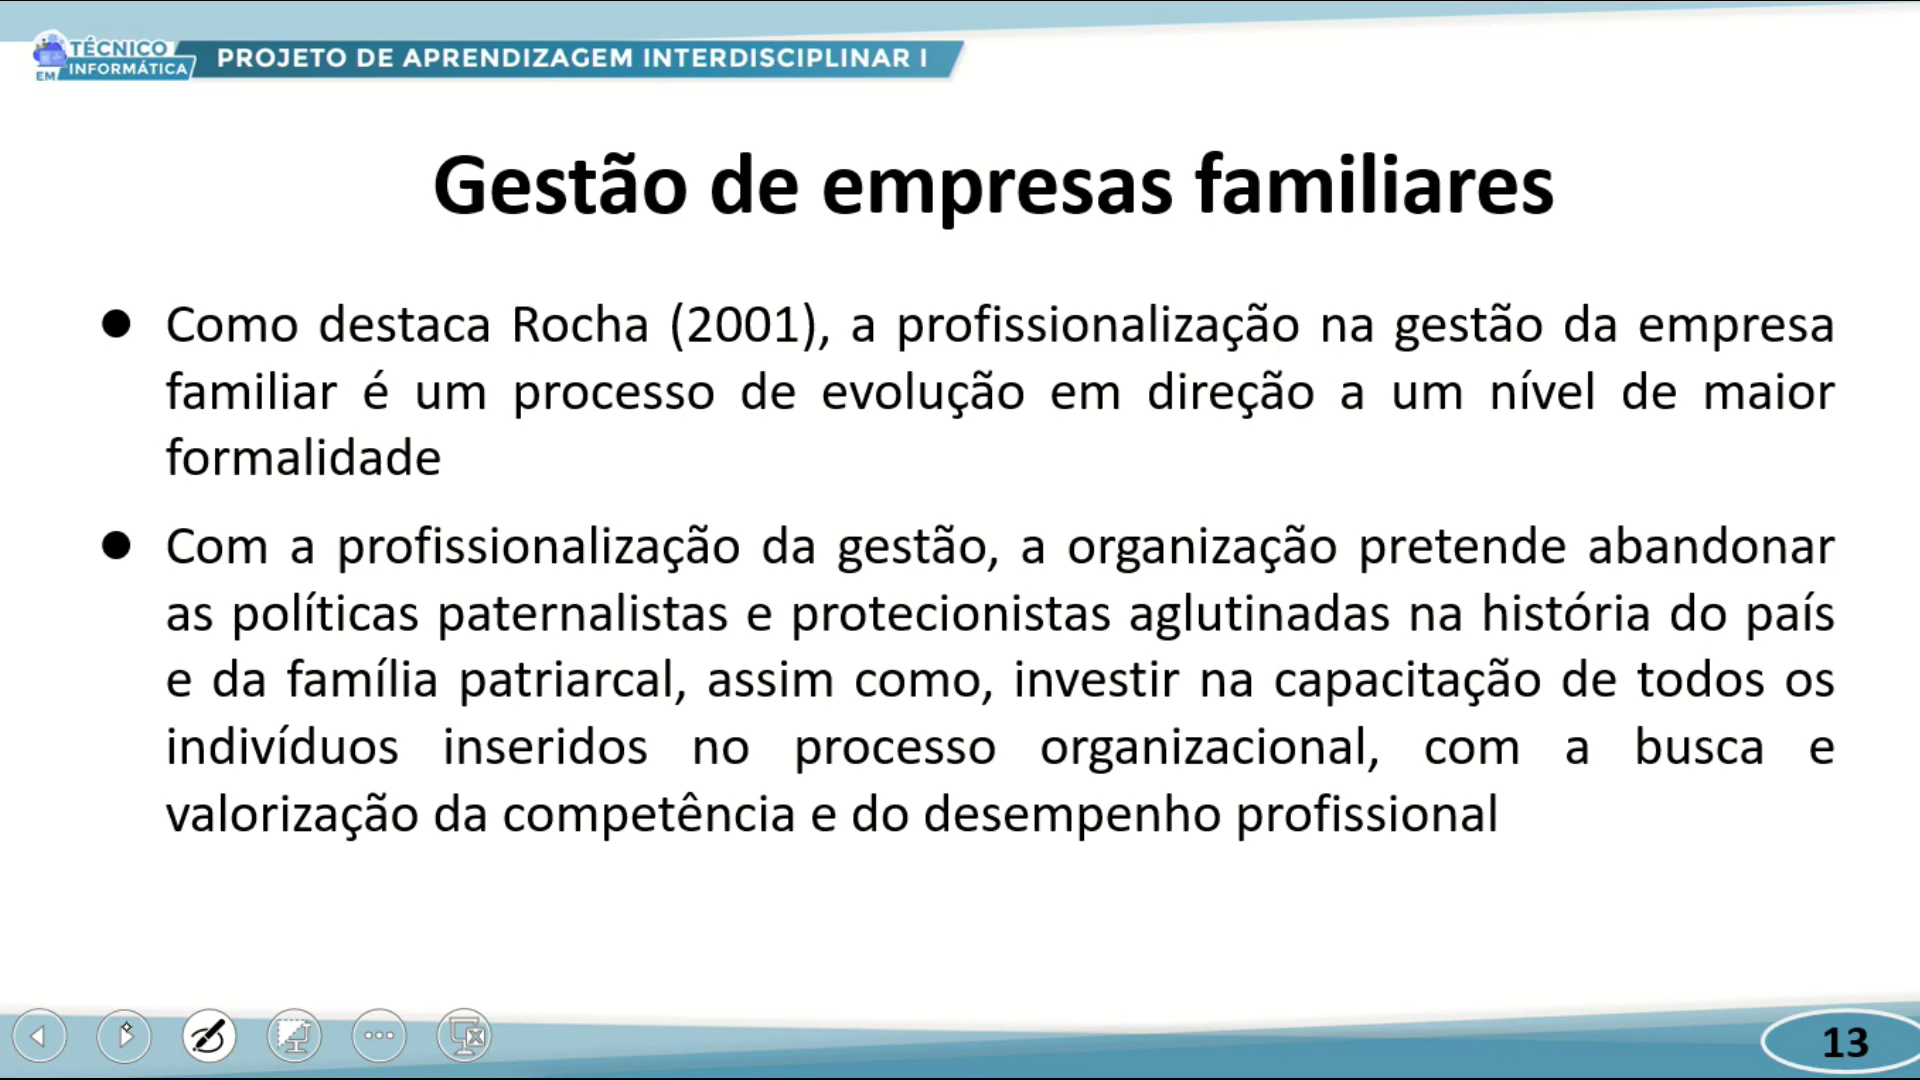 TÉCNICO
EM INFORMÁTICA
PROJETO DE APRENDIZAGEM INTERDISCIPLINAR I
Gestão de empresas familiares
● Como destaca Rocha (2001), a profissionalização na gestão da empresa
familiar é um processo de evolução em direção a um nível de maior
formalidade
● Com a profissionalização da gestão, a organização pretende abandonar
as políticas paternalistas e protecionistas aglutinadas na história do país
e da família patriarcal, assim como, investir na capacitação de todos os
indivíduos inseridos no processo organizacional, com a busca e
valorização da competência e do desempenho profissional
13